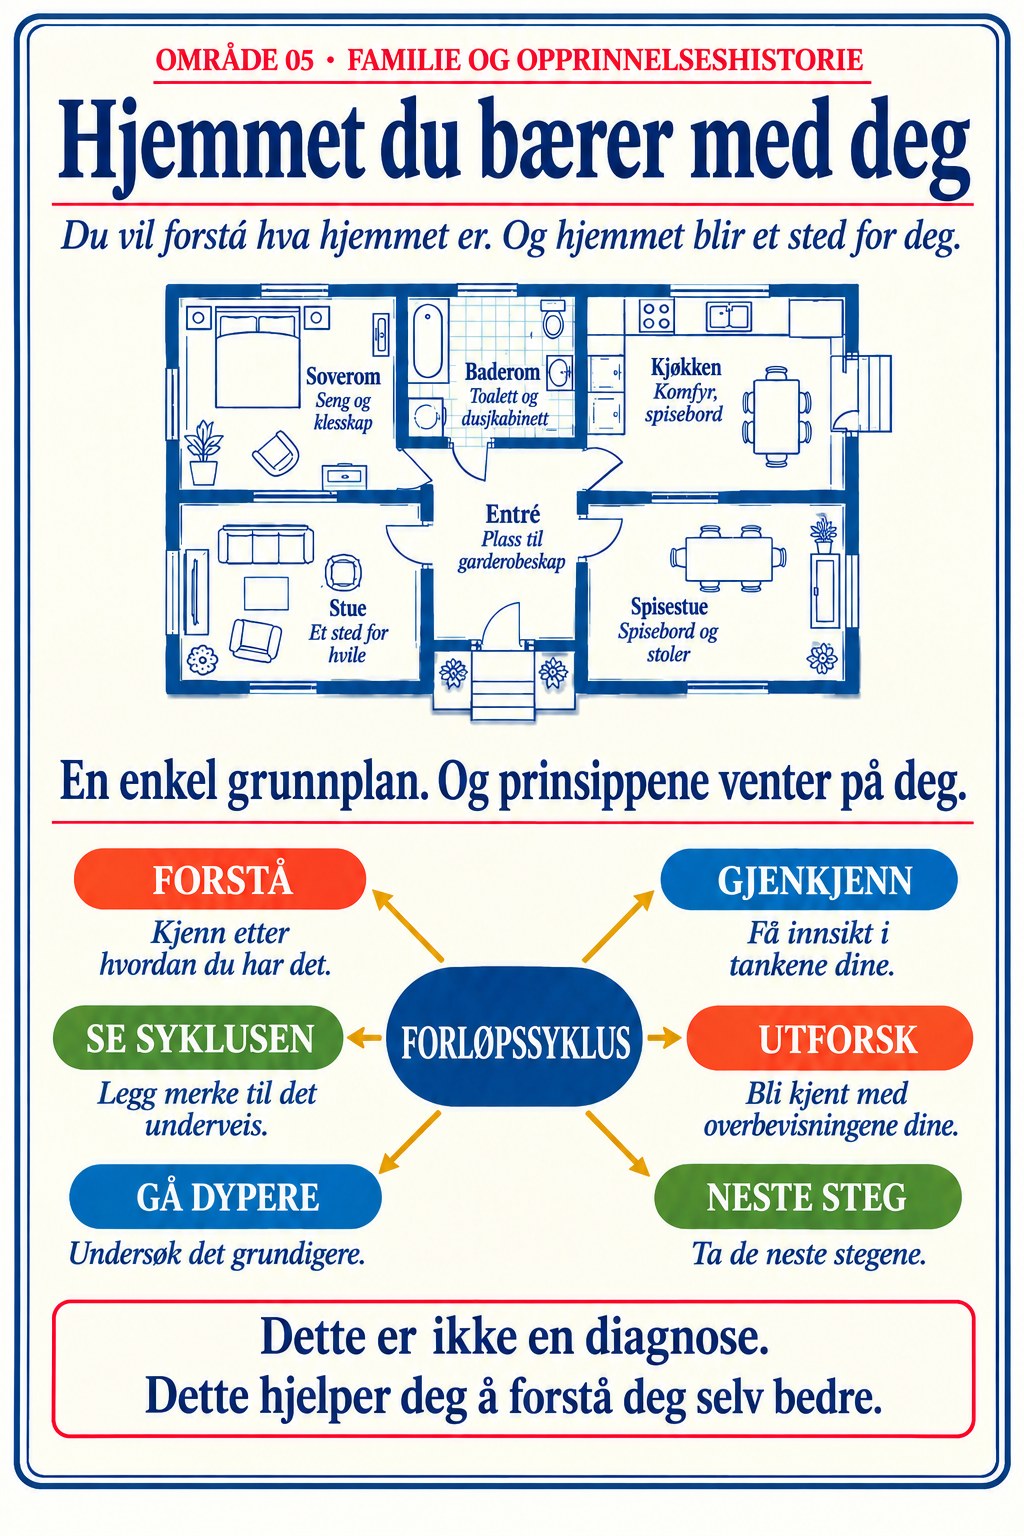 OMRÅDE 05 • FAMILIE OG OPPRINNELSESHISTORIE
Hjemmet du bærer med deg
Du vil forstá hva hjemmet er. Og hjemmet blir et sted for deg.
Soverom
Seng og
klesskap
Baderom
Toalett og
dusjkabinett
Kjøkken
Komfyr,
spisebord
Entré
Plass til
garderobeskap
Stue
Et sted for
hvile
Spisestue
Spisebord og
stoler
En enkel grunnplan. Og prinsippene venter på deg.
FORSTÅ
Kjenn etter
hvordan du har det.
GJENKJENN
Få innsikt i
tankene dine.
SE SYKLUSEN
Legg merke til det
underveis.
FORLØPSSYKLUS
UTFORSK
Bli kjent med
overbevisningene dine.
GÅ DYPERE
Undersøk det grundigere.
NESTE STEG
Ta de neste stegene.
Dette er ikke en diagnose.
Dette hjelper deg å forstå deg selv bedre.